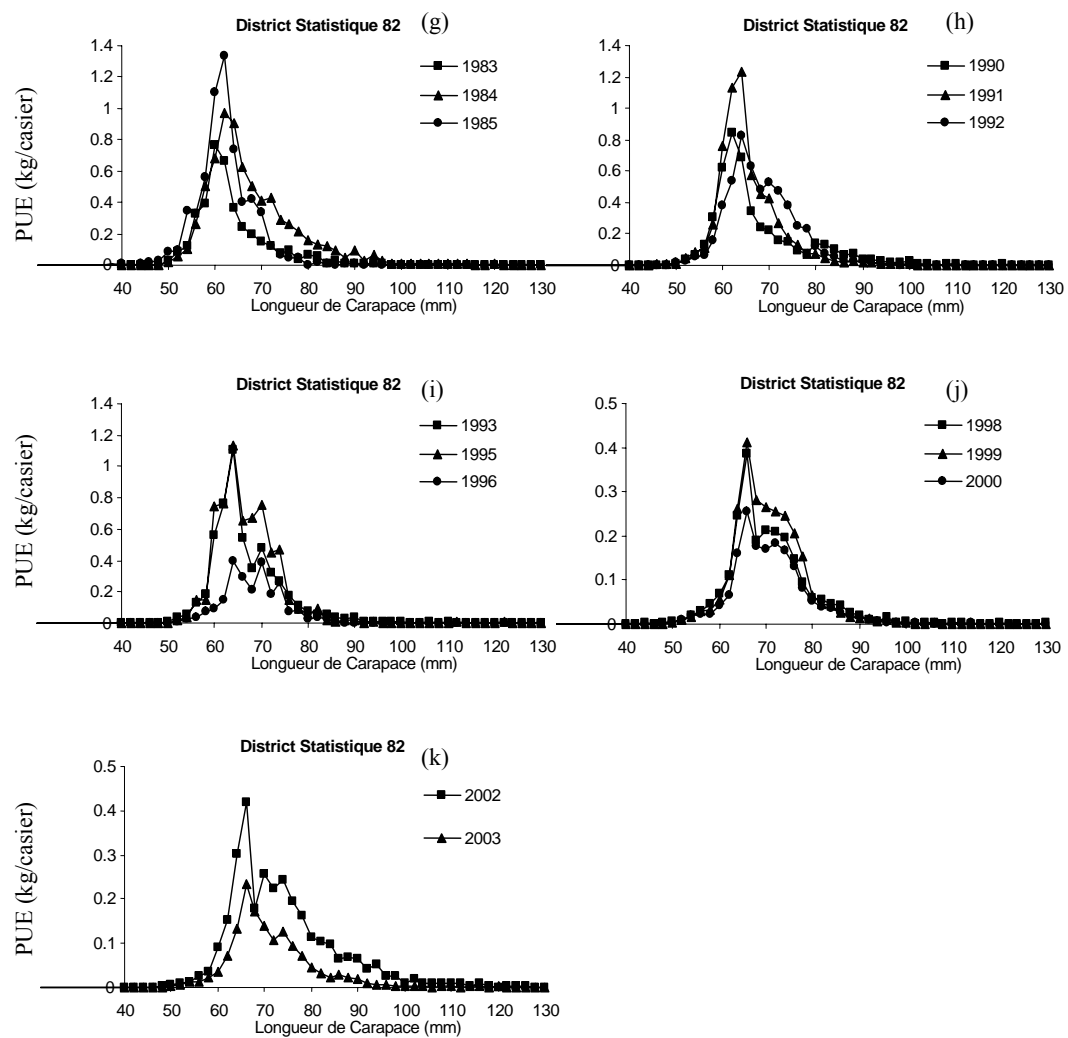 District Statistique 82 (g)
1.4
1.2
1
0.8
0.6
0.4
0.2
0
40 50 60 70 80 90 100 110 120 130
Longueur de Carapace (mm)
PUE (kg/casier)
1983
1984
1985
District Statistique 82 (h)
1.4
1.2
1
0.8
0.6
0.4
0.2
0
40 50 60 70 80 90 100 110 120 130
Longueur de Carapace (mm)
1990
1991
1992
District Statistique 82 (i)
1.4
1.2
1
0.8
0.6
0.4
0.2
0
40 50 60 70 80 90 100 110 120 130
Longueur de Carapace (mm)
PUE (kg/casier)
1993
1995
1996
District Statistique 82 (j)
0.5
0.4
0.3
0.2
0.1
0
40 50 60 70 80 90 100 110 120 130
Longueur de Carapace (mm)
1998
1999
2000
District Statistique 82 (k)
0.5
0.4
0.3
0.2
0.1
0
40 50 60 70 80 90 100 110 120 130
Longueur de Carapace (mm)
PUE (kg/casier)
2002
2003